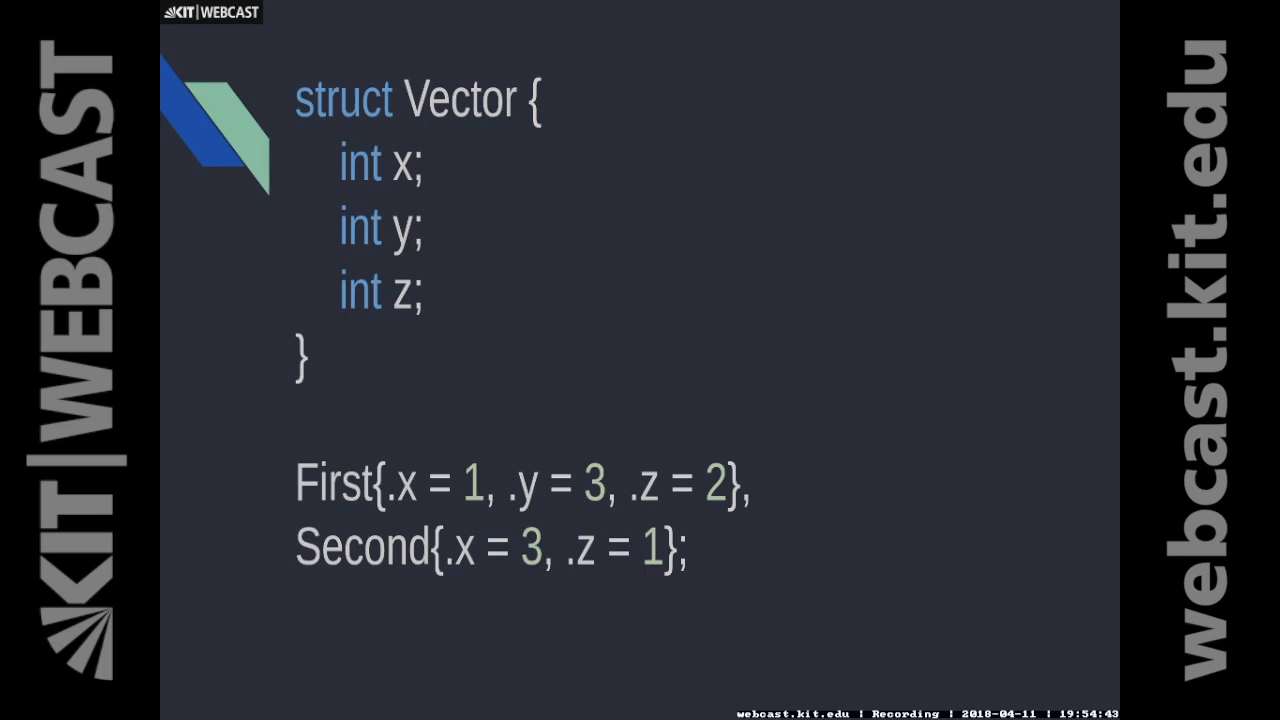 KIT|WEBCAST
KIT|WEBCAST
struct Vector {
int x;
int y;
int z;
}
First{.x = 1, .y = 3, .z = 2},
Second{.x = 3, .z = 1};
webcast.kit.edu
webcast.kit.edu | Recording | 2018-04-11 | 19:54:43